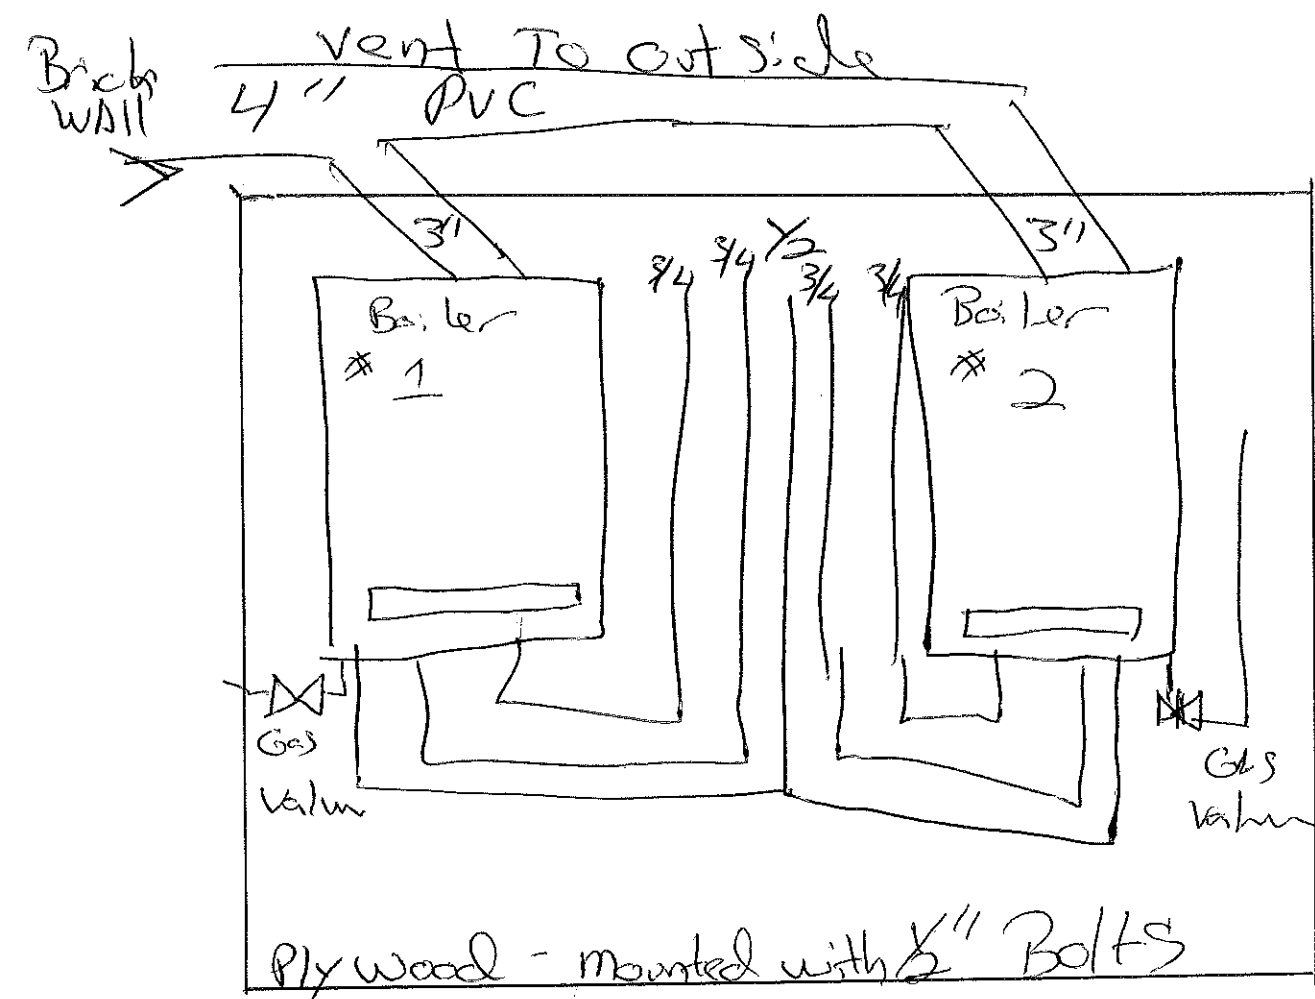 vent To outside
Brick
WAll
4" PVC
3"
3"
3/4
3/4
1/2
3/4
3/4
Boiler
# 1
Boiler
# 2
Gas
Valve
Gas
Valve
Plywood - mounted with 1/2" Bolts